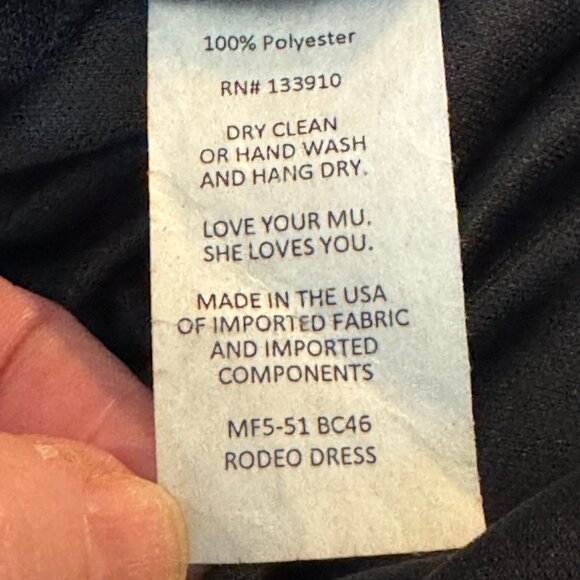 100% Polyester
RN# 133910
DRY CLEAN
OR HAND WASH
AND HANG DRY.
LOVE YOUR MU.
SHE LOVES YOU.
MADE IN THE USA
OF IMPORTED FABRIC
AND IMPORTED
COMPONENTS
MF5-51 BC46
RODEO DRESS